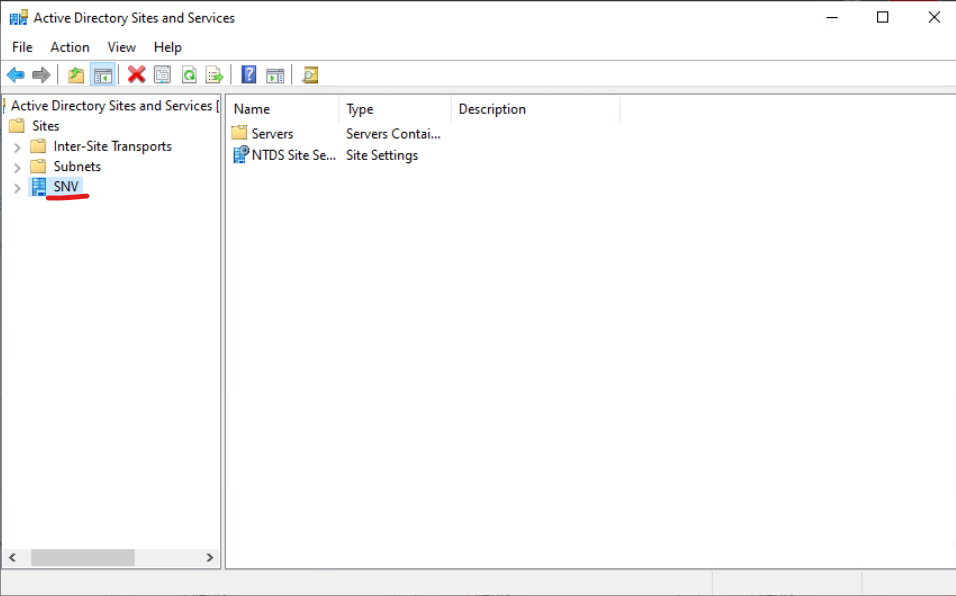 Active Directory Sites and Services
File Action View Help
Active Directory Sites and Services [
Name Type Description
Sites
Servers Servers Contai...
Inter-Site Transports
NTDS Site Se... Site Settings
Subnets
SNV